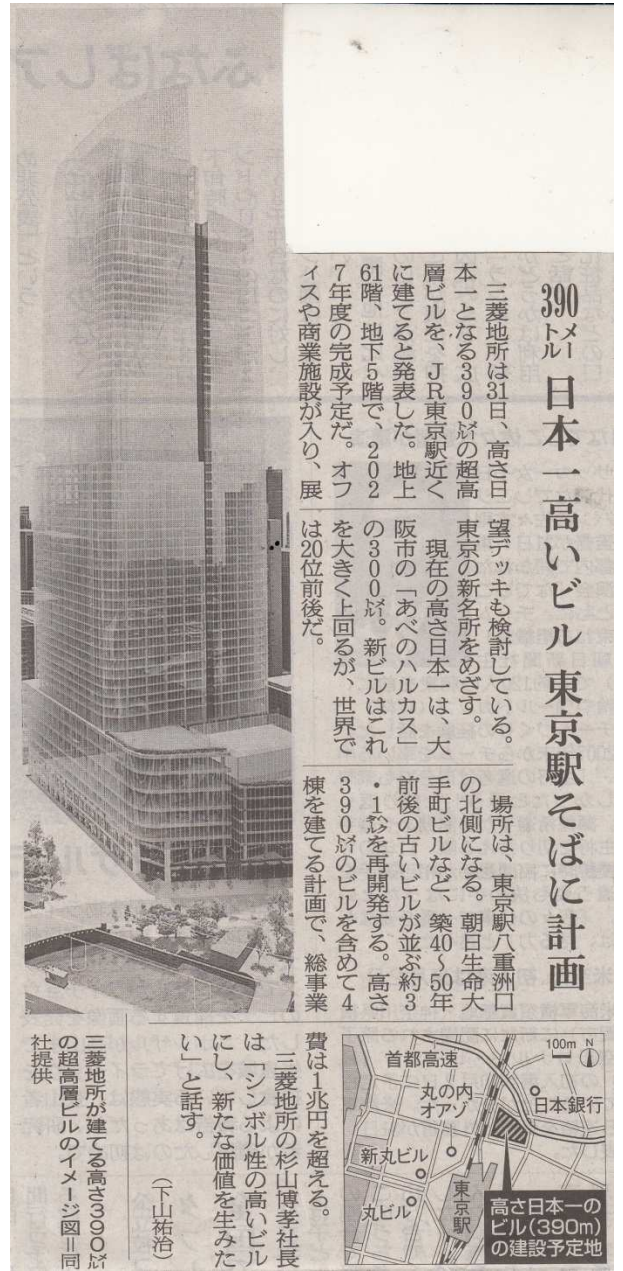 390メートル 日本一高いビル 東京駅そばに計画
三菱地所は31日、高さ日
本一となる390㍍の超高
層ビルを、JR東京駅近く
に建てると発表した。地上
61階、地下5階で、202
7年度の完成予定だ。オフ
ィスや商業施設が入り、展
望デッキも検討している。
東京の新名所をめざす。
現在の高さ日本一は、大
阪市の「あべのハルカス」
の300㍍。新ビルはこれ
を大きく上回るが、世界で
は20位前後だ。
場所は、東京駅八重洲口
の北側になる。朝日生命大
手町ビルなど、築40~50年
前後の古いビルが並ぶ約3
・1㌶を再開発する。高さ
390㍍のビルを含めて4
棟を建てる計画で、総事業
費は1兆円を超える。
三菱地所の杉山博孝社長
は「シンボル性の高いビル
にし、新たな価値を生みた
い」と話す。
(下山祐治)
100m N
首都高速
丸の内
オアゾ
日本銀行
新丸ビル
丸ビル
東京駅
高さ日本一の
ビル(390m)
の建設予定地
三菱地所が建てる高さ390㍍
の超高層ビルのイメージ図=同
社提供